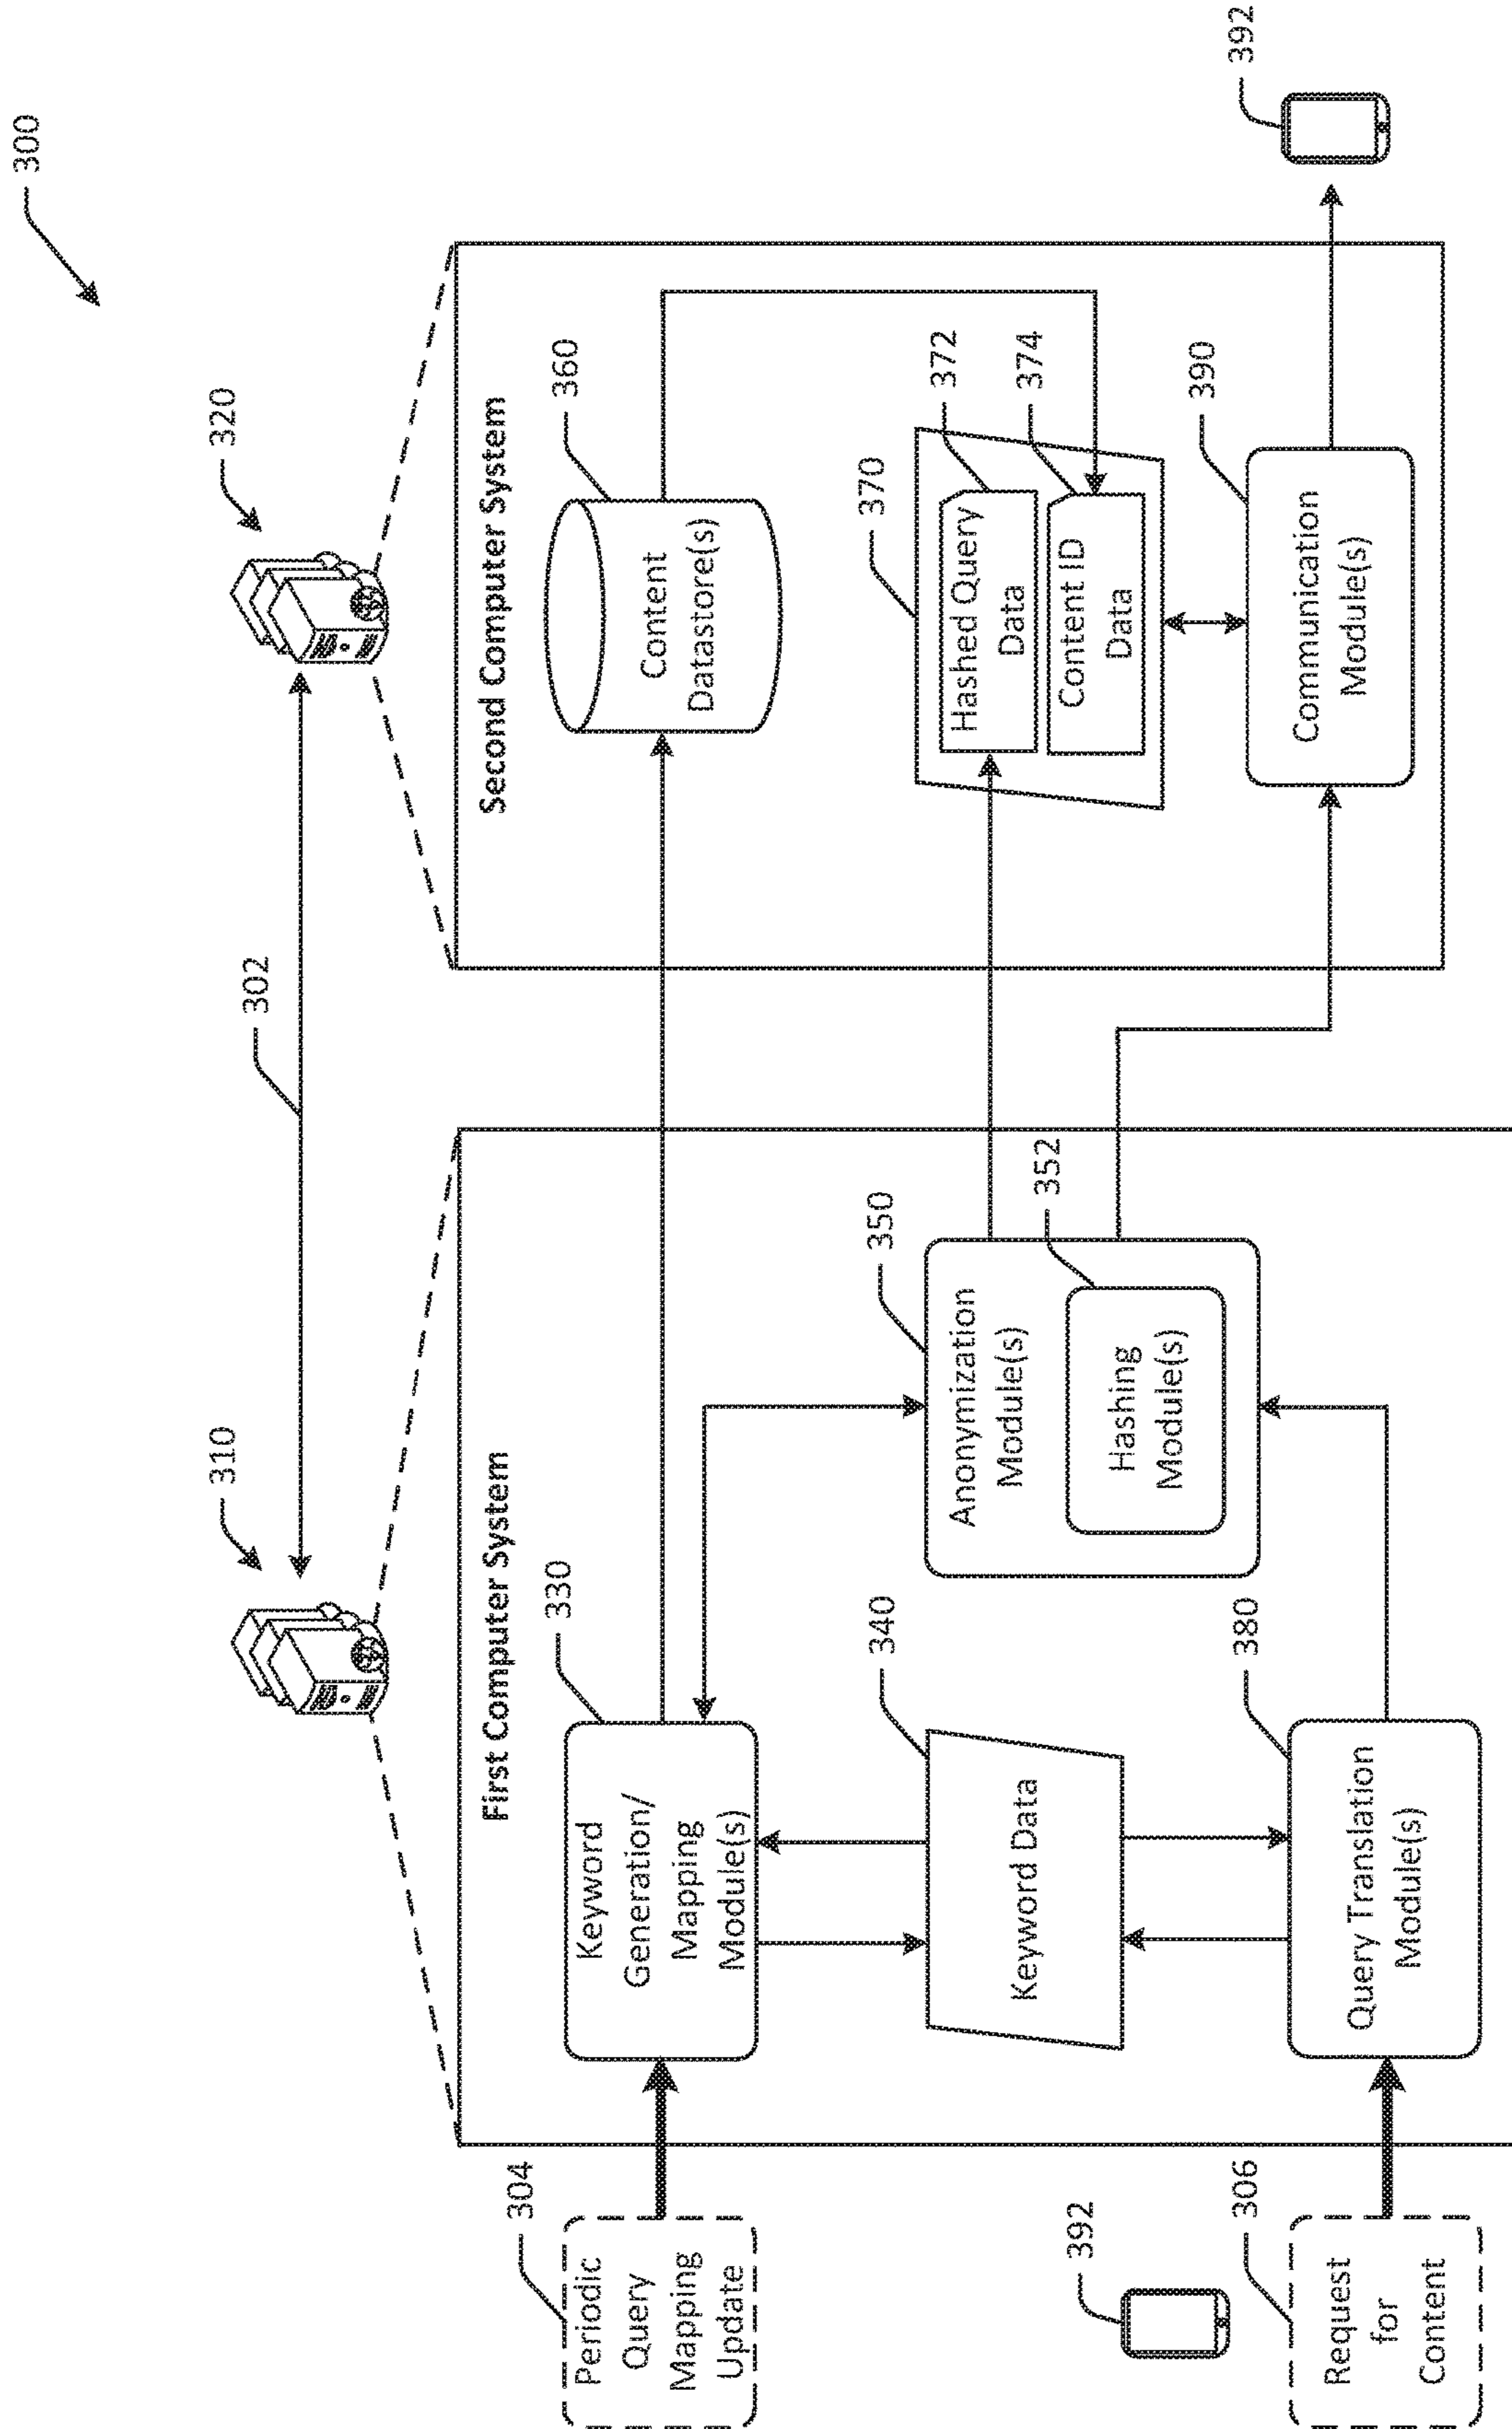 300
310
320
302
First Computer System
Second Computer System
304
Periodic
Query
Mapping
Update
330
Keyword
Generation/
Mapping
Module(s)
360
Content
Datastore(s)
340
Keyword Data
350
Anonymization
Module(s)
352
Hashing
Module(s)
370
372
Hashed Query
Data
374
Content ID
Data
392
306
Request
for
Content
380
Query Translation
Module(s)
390
Communication
Module(s)
392